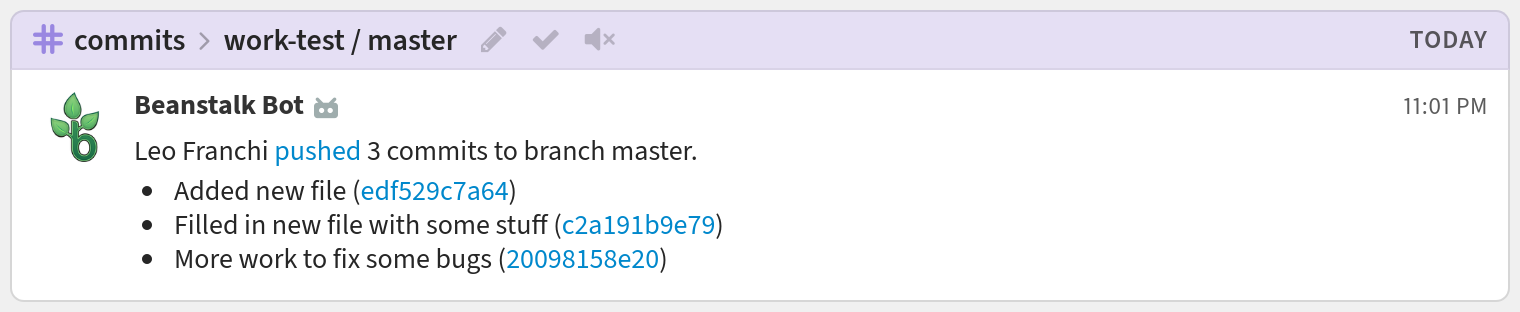 commits > work-test / master TODAY
Beanstalk Bot 11:01 PM
Leo Franchi pushed 3 commits to branch master.
• Added new file (edf529c7a64)
• Filled in new file with some stuff (c2a191b9e79)
• More work to fix some bugs (20098158e20)